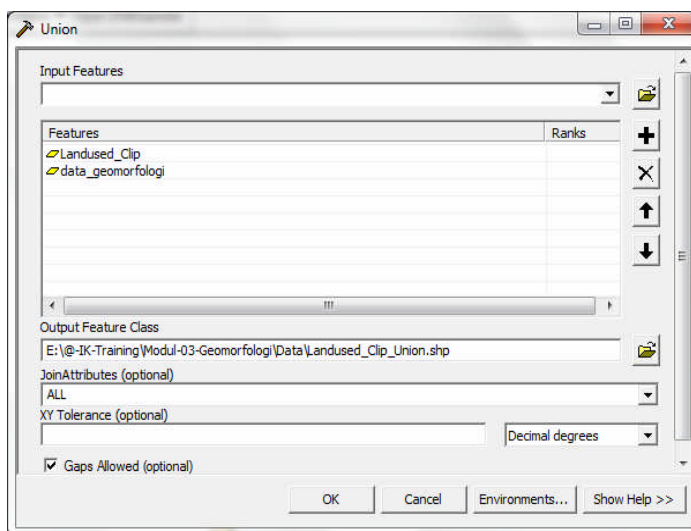 Union
Input Features
Features Ranks
Landused_Clip
data_geomorfologi
Output Feature Class
E:\@-IK-Training\Modul-03-Geomorfologi\Data\Landused_Clip_Union.shp
JoinAttributes (optional)
ALL
XY Tolerance (optional)
Decimal degrees
Gaps Allowed (optional)
OK Cancel Environments... Show Help >>